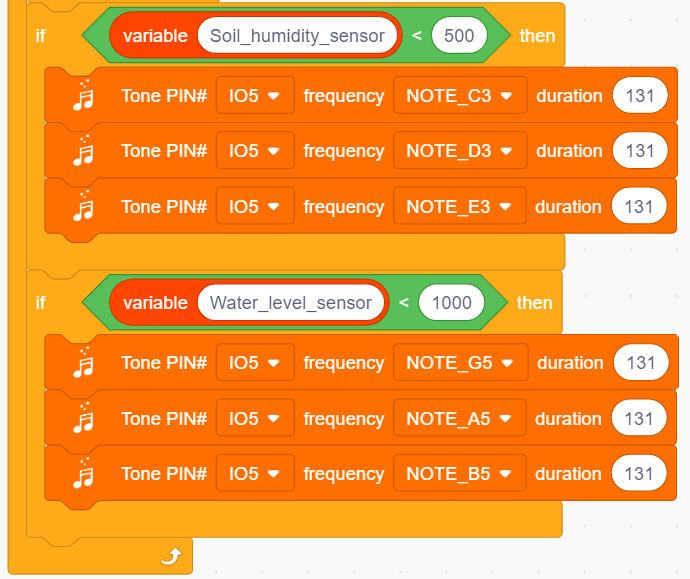 if variable Soil_humidity_sensor < 500 then
Tone PIN# IO5 frequency NOTE_C3 duration 131
Tone PIN# IO5 frequency NOTE_D3 duration 131
Tone PIN# IO5 frequency NOTE_E3 duration 131
if variable Water_level_sensor < 1000 then
Tone PIN# IO5 frequency NOTE_G5 duration 131
Tone PIN# IO5 frequency NOTE_A5 duration 131
Tone PIN# IO5 frequency NOTE_B5 duration 131